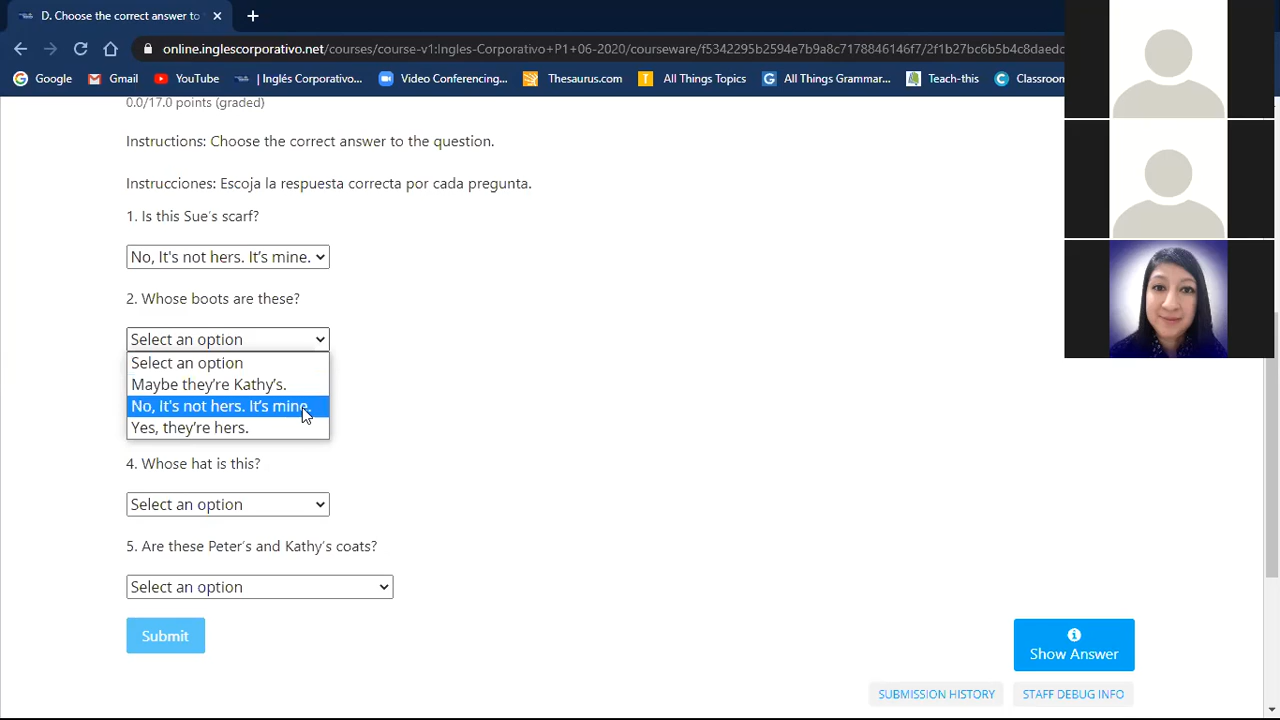 D. Choose the correct answer to
online.inglescorporativo.net/courses/course-v1:Ingles-Corporativo+P1+06-2020/courseware/f5342295b2594e7b9a8c7178846146f7/2f1b27bc6b5b4c8daedc
Google
Gmail
YouTube
| Inglés Corporativo...
Video Conferencing...
Thesaurus.com
All Things Topics
All Things Grammar...
Teach-this
Classroom
0.0/17.0 points (graded)
Instructions: Choose the correct answer to the question.
Instrucciones: Escoja la respuesta correcta por cada pregunta.
1. Is this Sue's scarf?
No, It's not hers. It's mine.
2. Whose boots are these?
Select an option
Select an option
Maybe they're Kathy's.
No, It's not hers. It's mine.
Yes, they're hers.
4. Whose hat is this?
Select an option
5. Are these Peter's and Kathy's coats?
Select an option
Submit
Show Answer
SUBMISSION HISTORY
STAFF DEBUG INFO